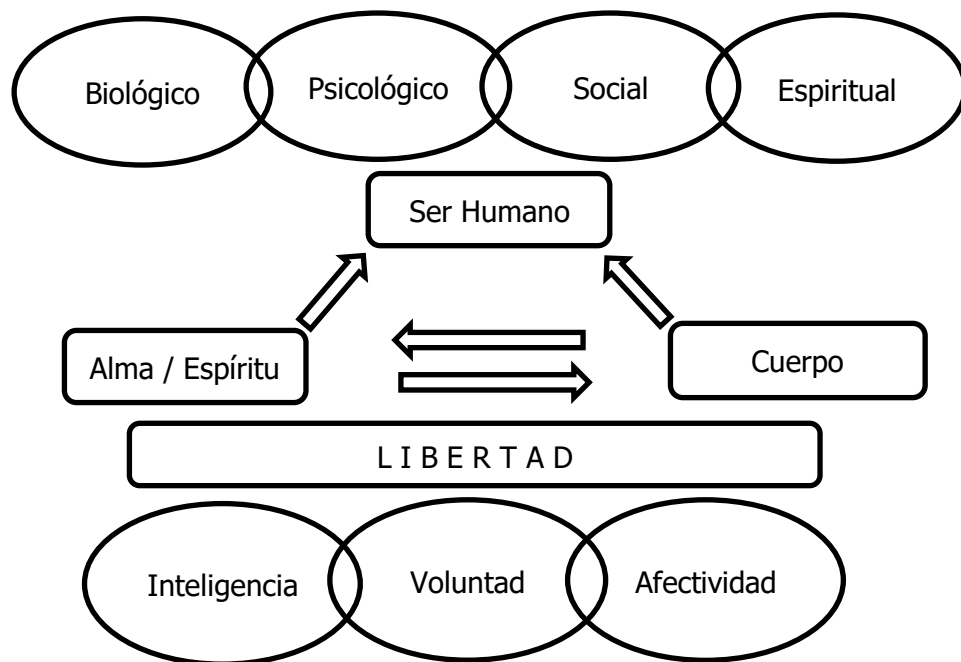 Biológico
Psicológico
Social
Espiritual
Ser Humano
Alma / Espíritu
Cuerpo
L I B E R T A D
Inteligencia
Voluntad
Afectividad